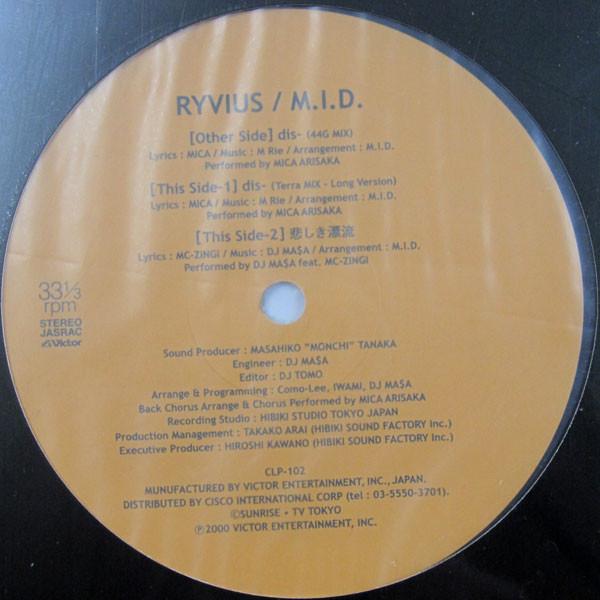 RYVIUS / M.I.D.
[Other Side] dis- (44G MIX)
Lyrics : MICA / Music : M Rie / Arrangement : M.I.D.
Performed by MICA ARISAKA
[This Side-1] dis- (Terra MIX - Long Version)
Lyrics : MICA / Music : M Rie / Arrangement : M.I.D.
Performed by MICA ARISAKA
[This Side-2] 悲しき漂流
Lyrics : MC-ZINGI / Music : DJ MA$A / Arrangement : M.I.D.
Performed by DJ MA$A feat. MC-ZINGI
33 1/3
rpm
STEREO
JASRAC
Victor
Sound Producer : MASAHIKO "MONCHI" TANAKA
Engineer : DJ MA$A
Editor : DJ TOMO
Arrange & Programming : Como-Lee, IWAMI, DJ MA$A
Back Chorus Arrange & Chorus Performed by MICA ARISAKA
Recording Studio : HIBIKI STUDIO TOKYO JAPAN
Production Management : TAKAKO ARAI (HIBIKI SOUND FACTORY Inc.)
Executive Producer : HIROSHI KAWANO (HIBIKI SOUND FACTORY Inc.)
CLP-102
MANUFACTURED BY VICTOR ENTERTAINMENT, INC., JAPAN.
DISTRIBUTED BY CISCO INTERNATIONAL CORP (tel : 03-5550-3701).
©SUNRISE • TV TOKYO
℗2000 VICTOR ENTERTAINMENT, INC.